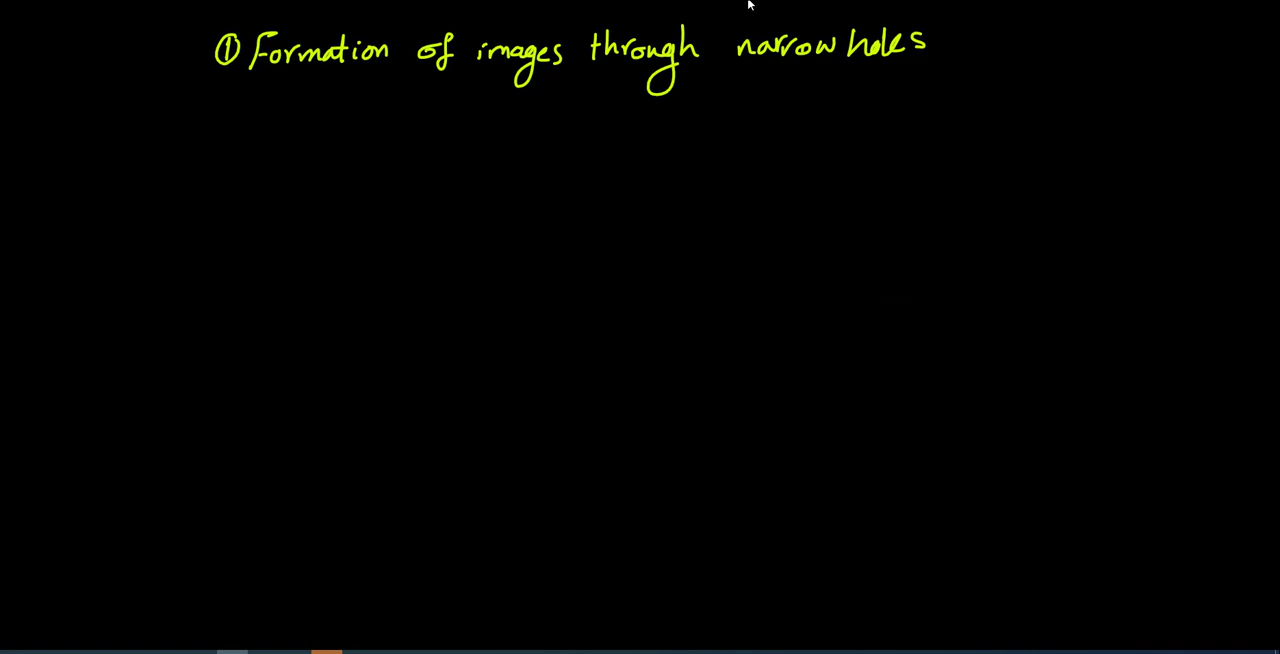 ① Formation of images through narrow holes